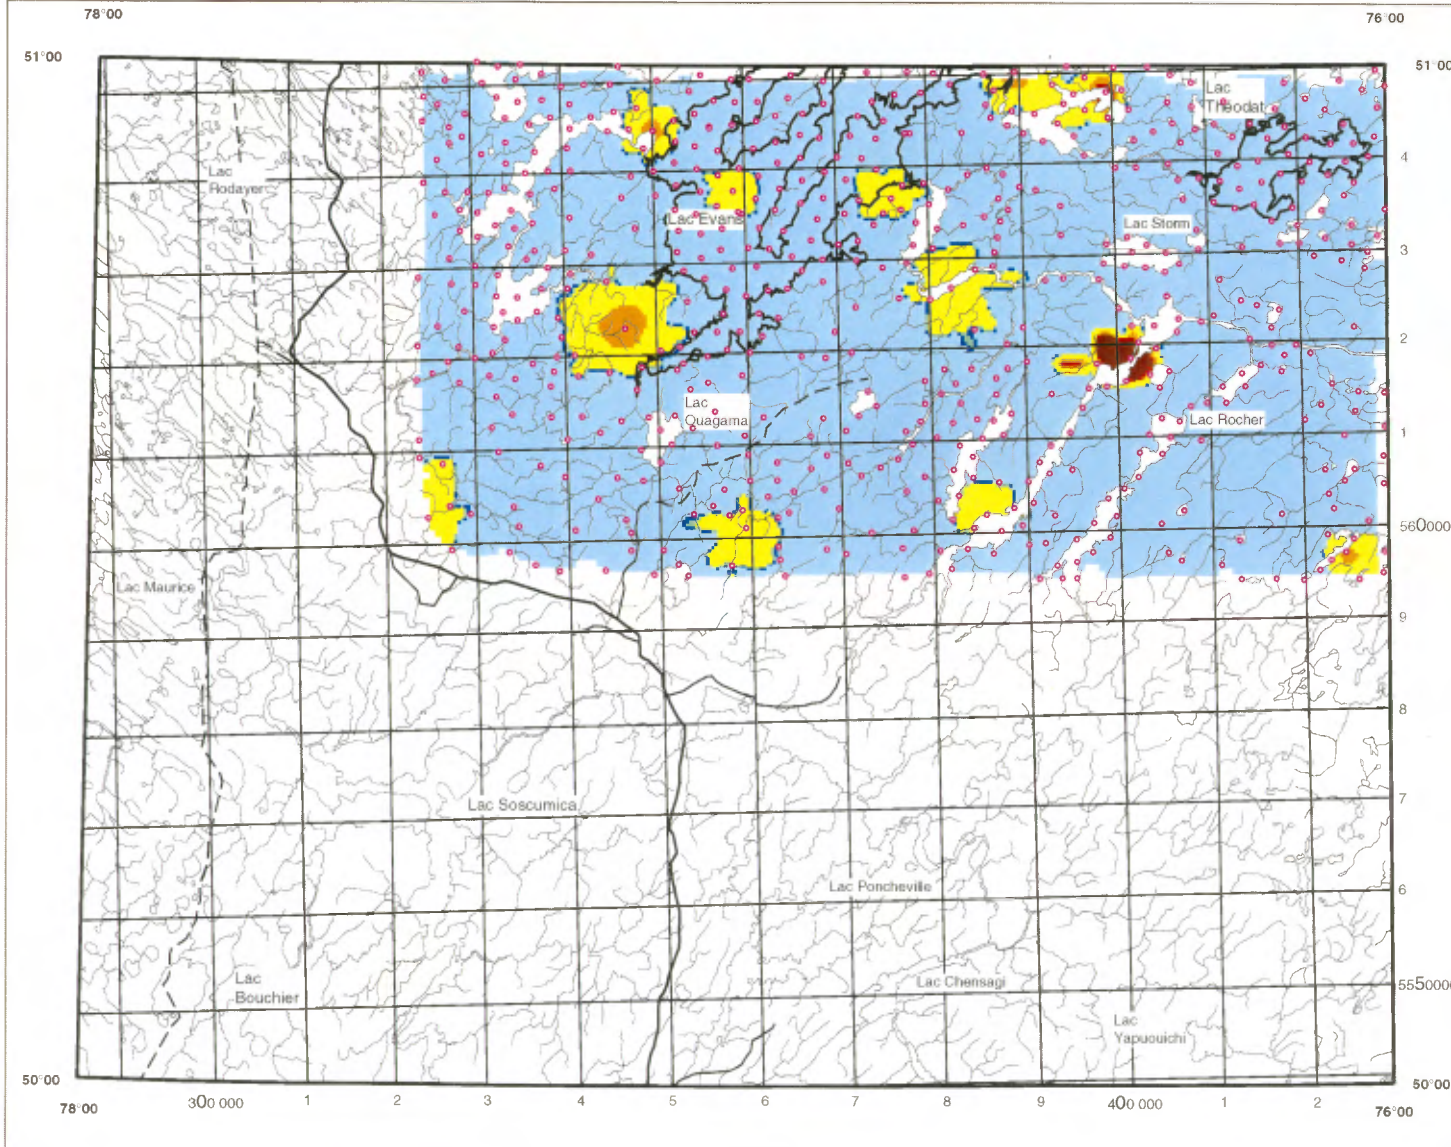 78°00
76°00
51°00
51°00
Lac
Théodat
4
Lac
Rodayer
Lac Evans
Lac Storm
3
2
Lac
Quagama
Lac Rocher
1
5600000
Lac Maurice
9
8
Lac Soscumica
7
Lac Poncheville
6
Lac
Bouchier
Lac Chensagi
5550000
Lac
Yapuouichi
50°00
50°00
78°00
300 000
1
2
3
4
5
6
7
8
9
400 000
1
2
76°00